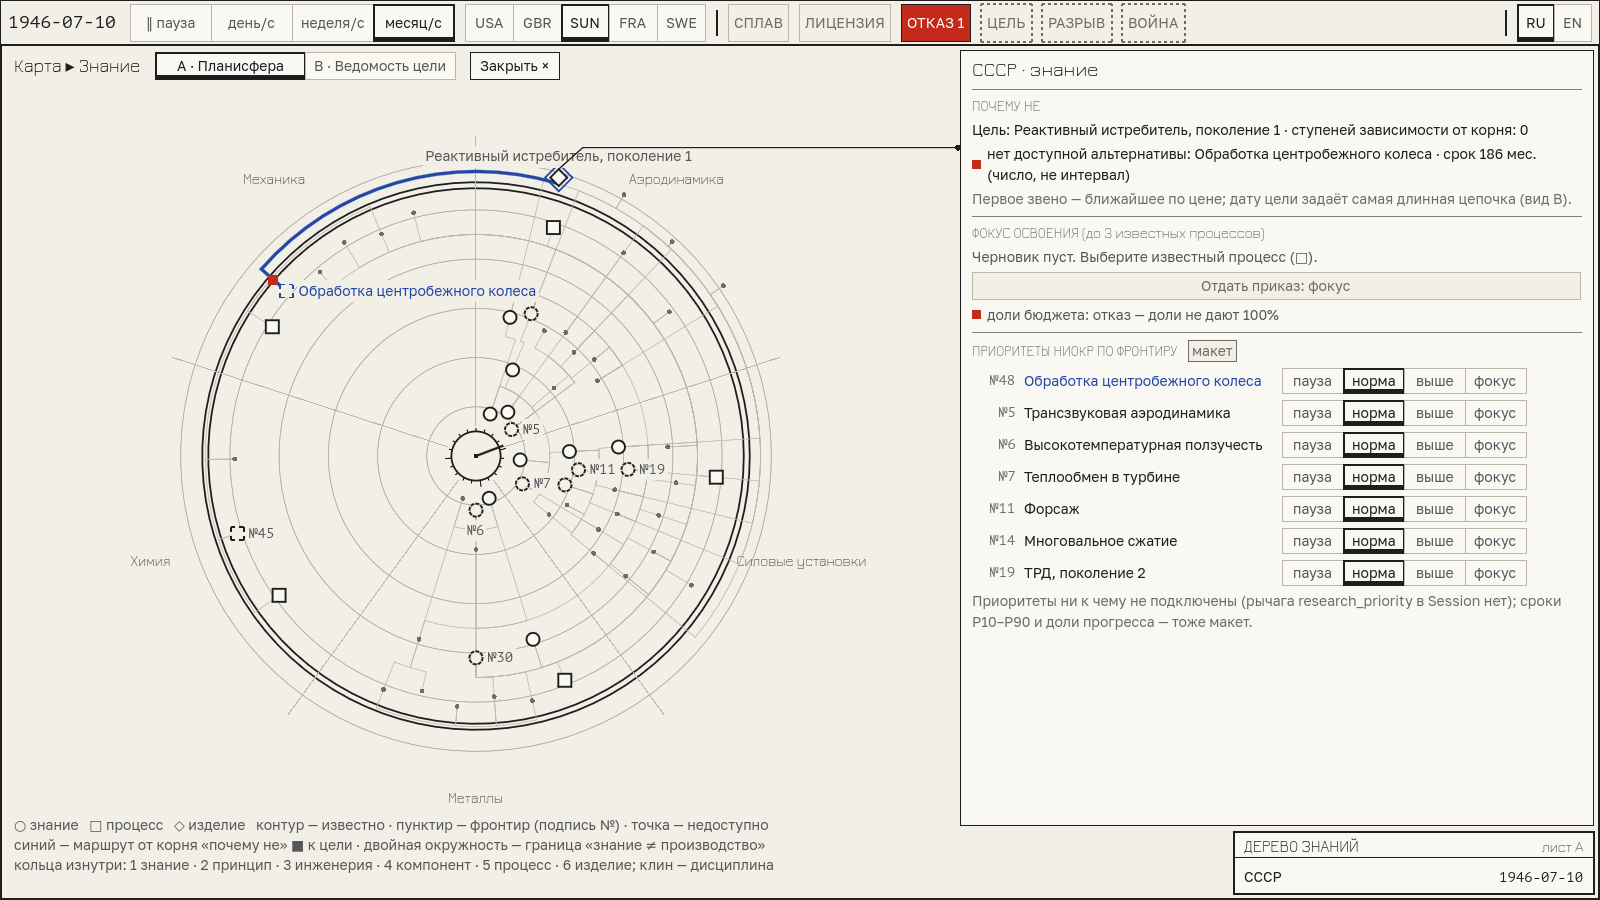 1946-07-10 ‖ пауза день/с неделя/с месяц/с USA GBR SUN FRA SWE СПЛАВ ЛИЦЕНЗИЯ ОТКАЗ 1 ЦЕЛЬ РАЗРЫВ ВОЙНА RU EN
Карта ▸ Знание A · Планисфера B · Ведомость цели Закрыть ×
Реактивный истребитель, поколение 1
Механика
Аэродинамика
Обработка центробежного колеса
№5
№11
№19
№7
№6
№45
Химия
Силовые установки
№30
Металлы
○ знание □ процесс ◇ изделие контур — известно · пунктир — фронтир (подпись №) · точка — недоступно
синий — маршрут от корня «почему не» ■ к цели · двойная окружность — граница «знание ≠ производство»
кольца изнутри: 1 знание · 2 принцип · 3 инженерия · 4 компонент · 5 процесс · 6 изделие; клин — дисциплина
СССР · знание
ПОЧЕМУ НЕ
Цель: Реактивный истребитель, поколение 1 · ступеней зависимости от корня: 0
нет доступной альтернативы: Обработка центробежного колеса · срок 186 мес.
(число, не интервал)
Первое звено — ближайшее по цене; дату цели задаёт самая длинная цепочка (вид B).
ФОКУС ОСВОЕНИЯ (до 3 известных процессов)
Черновик пуст. Выберите известный процесс (□).
Отдать приказ: фокус
доли бюджета: отказ — доли не дают 100%
ПРИОРИТЕТЫ НИОКР ПО ФРОНТИРУ макет
№48 Обработка центробежного колеса пауза норма выше фокус
№5 Трансзвуковая аэродинамика пауза норма выше фокус
№6 Высокотемпературная ползучесть пауза норма выше фокус
№7 Теплообмен в турбине пауза норма выше фокус
№11 Форсаж пауза норма выше фокус
№14 Многовальное сжатие пауза норма выше фокус
№19 ТРД, поколение 2 пауза норма выше фокус
Приоритеты ни к чему не подключены (рычага research_priority в Session нет); сроки
P10–P90 и доли прогресса — тоже макет.
ДЕРЕВО ЗНАНИЙ лист A
СССР 1946-07-10